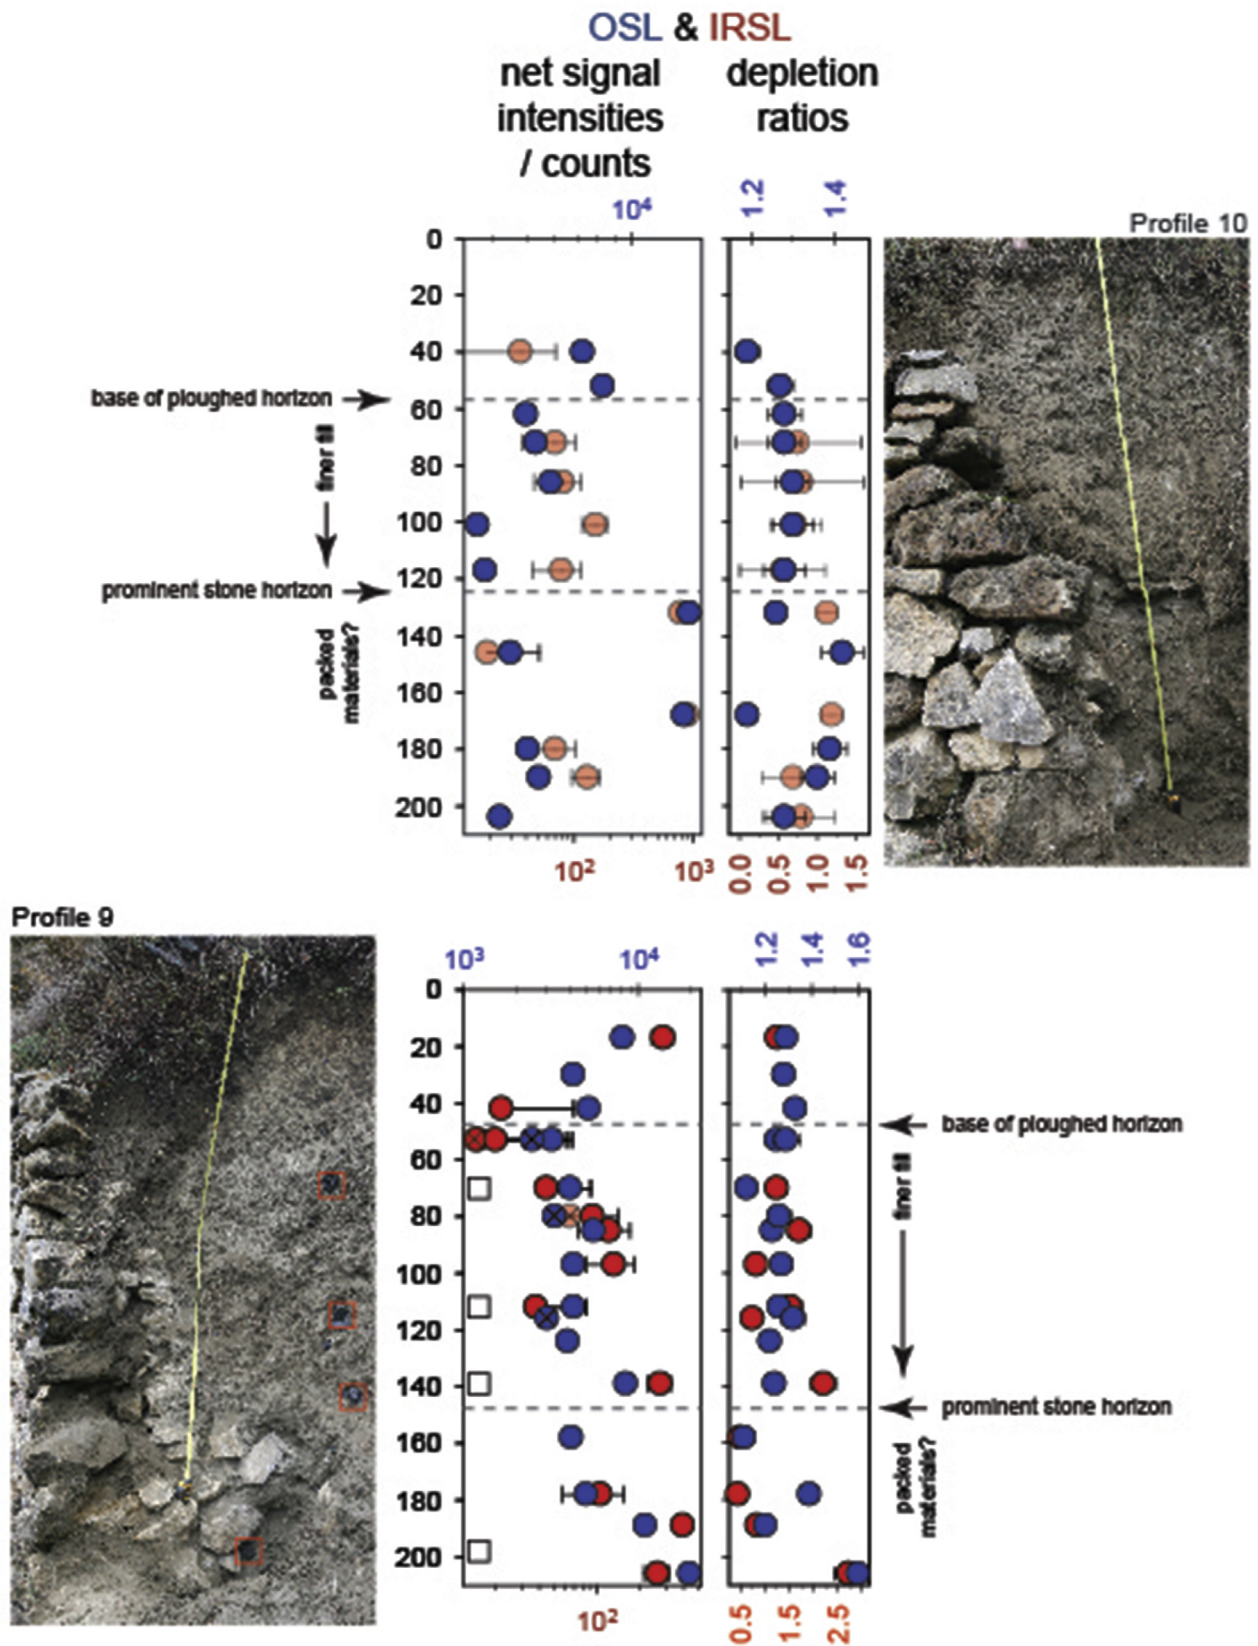 OSL & IRSL
net signal
intensities
/ counts
depletion
ratios
10⁴
1.2
1.4
Profile 10
0
20
40
60
80
100
120
140
160
180
200
base of ploughed horizon
finer fill
prominent stone horizon
packed
materials?
10²
10³
0.0
0.5
1.0
1.5
Profile 9
10³
10⁴
1.2
1.4
1.6
0
20
40
60
80
100
120
140
160
180
200
base of ploughed horizon
finer fill
prominent stone horizon
packed
materials?
10²
0.5
1.5
2.5